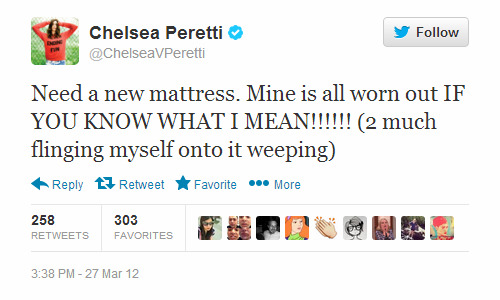 Chelsea Peretti
@ChelseaVPeretti
Follow
Need a new mattress. Mine is all worn out IF
YOU KNOW WHAT I MEAN!!!!!! (2 much
flinging myself onto it weeping)
Reply Retweet Favorite More
258 303
RETWEETS FAVORITES
3:38 PM - 27 Mar 12